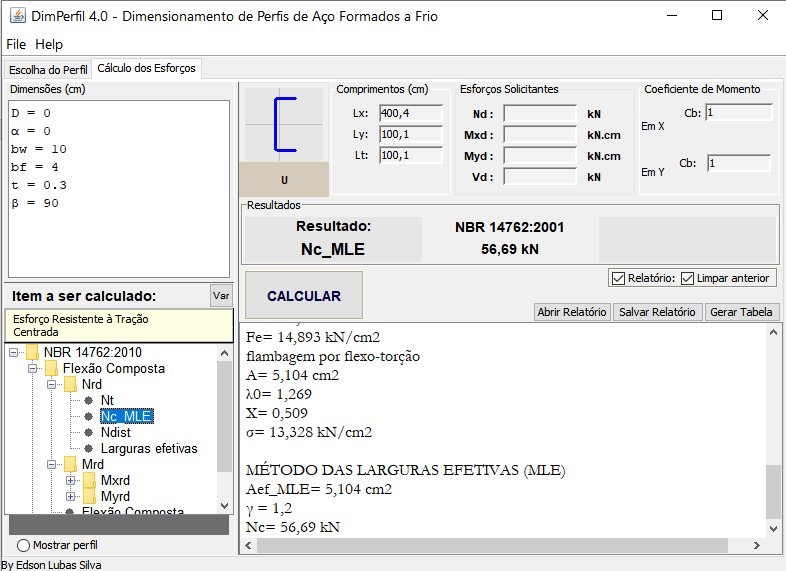 DimPerfil 4.0 - Dimensionamento de Perfis de Aço Formados a Frio
File Help
Escolha do Perfil Cálculo dos Esforços
Dimensões (cm)
D = 0
α = 0
bw = 10
bf = 4
t = 0.3
β = 90
U
Comprimentos (cm)
Lx: 400,4
Ly: 100,1
Lt: 100,1
Esforços Solicitantes
Nd : kN
Mxd : kN.cm
Myd : kN.cm
Vd : kN
Coeficiente de Momento
Cb: 1
Em X
Cb: 1
Em Y
Resultados
Resultado: NBR 14762:2001
Nc_MLE 56,69 kN
Item a ser calculado: Var
Esforço Resistente à Tração
Centrada
CALCULAR
Relatório: Limpar anterior
Abrir Relatório Salvar Relatório Gerar Tabela
NBR 14762:2010
Flexão Composta
Nrd
Nt
Nc_MLE
Ndist
Larguras efetivas
Mrd
Mxrd
Myrd
Flexão Composta
Mostrar perfil
Fe= 14,893 kN/cm2
flambagem por flexo-torção
A= 5,104 cm2
λ0= 1,269
X= 0,509
σ= 13,328 kN/cm2
MÉTODO DAS LARGURAS EFETIVAS (MLE)
Aef_MLE= 5,104 cm2
γ = 1,2
Nc= 56,69 kN
By Edson Lubas Silva